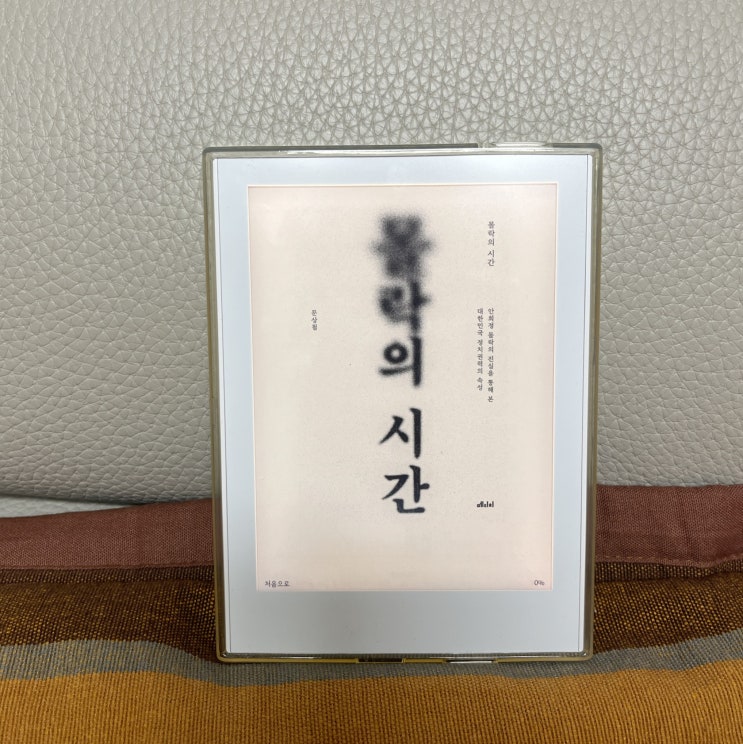 몰락의 시간
몰락의 시간
안희정 몰락의 진실을 통해 본
대한민국 정치권력의 속성
문상철
메디치
처음으로
0%